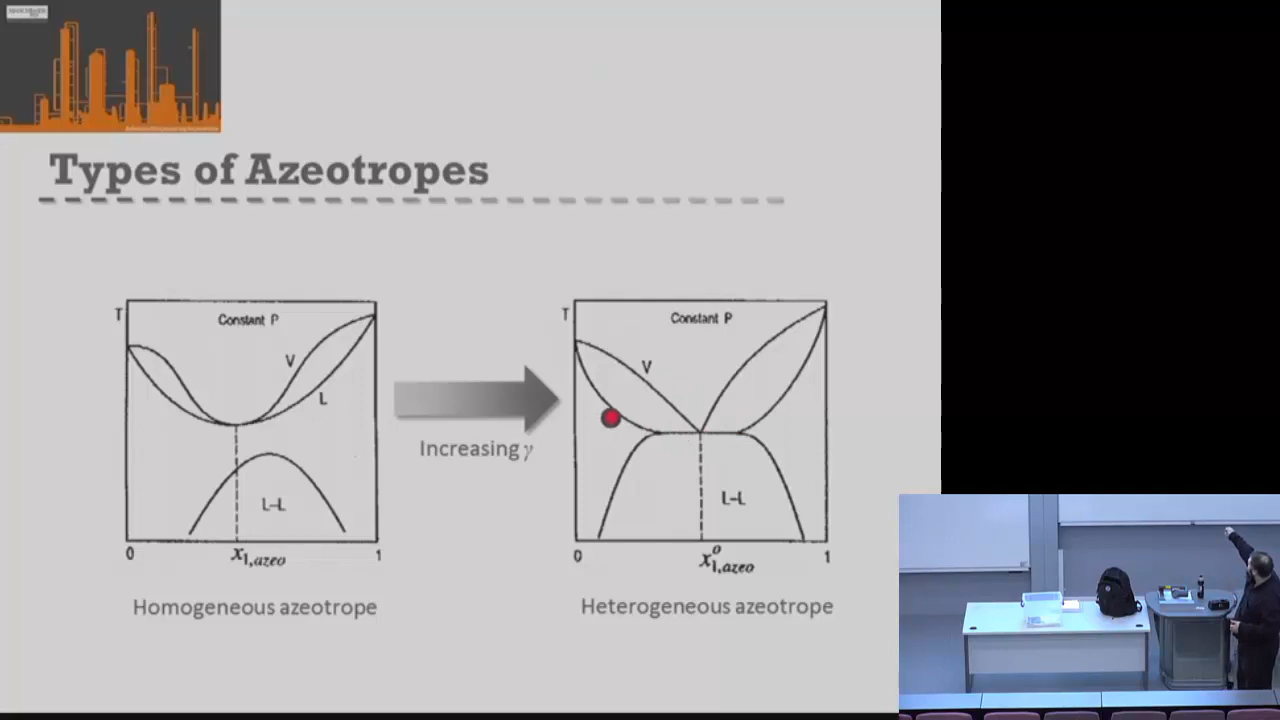 Types of Azeotropes
T
Constant P
V
L
L–L
0
x1,azeo
1
Homogeneous azeotrope
Increasing γ
T
Constant P
V
L–L
0
x°1,azeo
1
Heterogeneous azeotrope